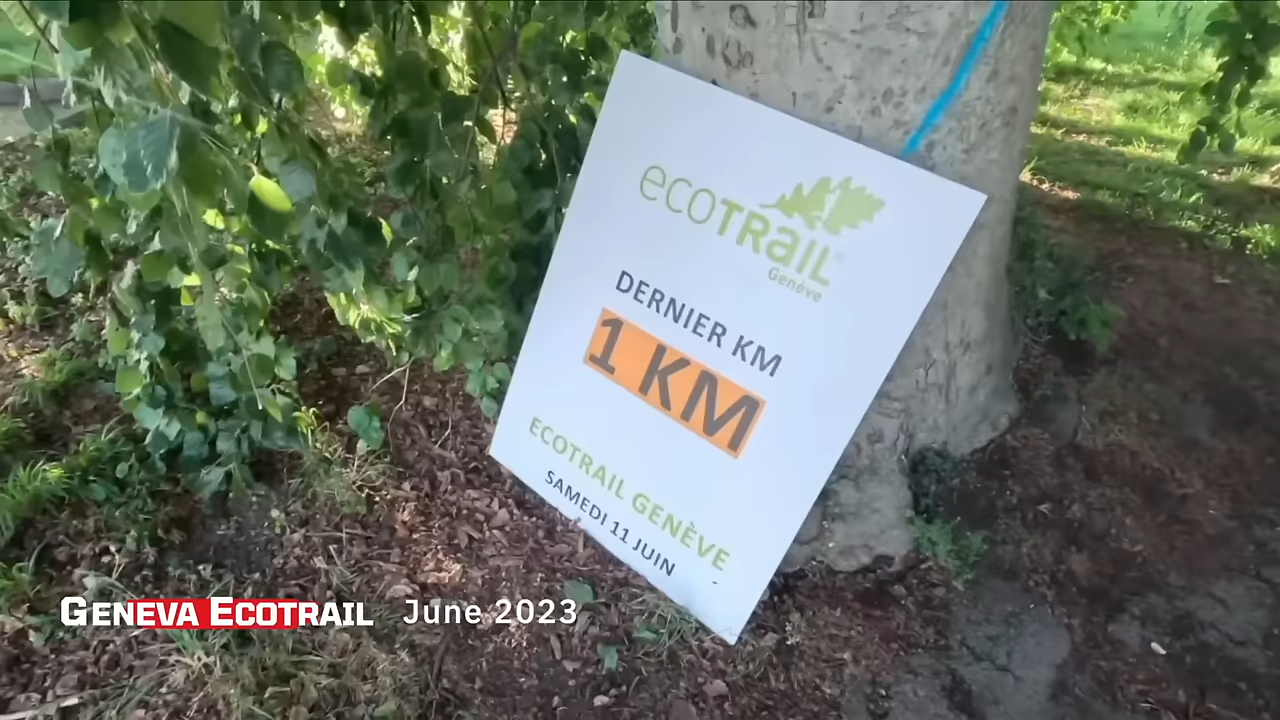 ecoTRaiL
Genève
DERNIER KM
1 KM
ECOTRAIL GENÈVE
SAMEDI 11 JUIN
GENEVA ECOTRAIL June 2023